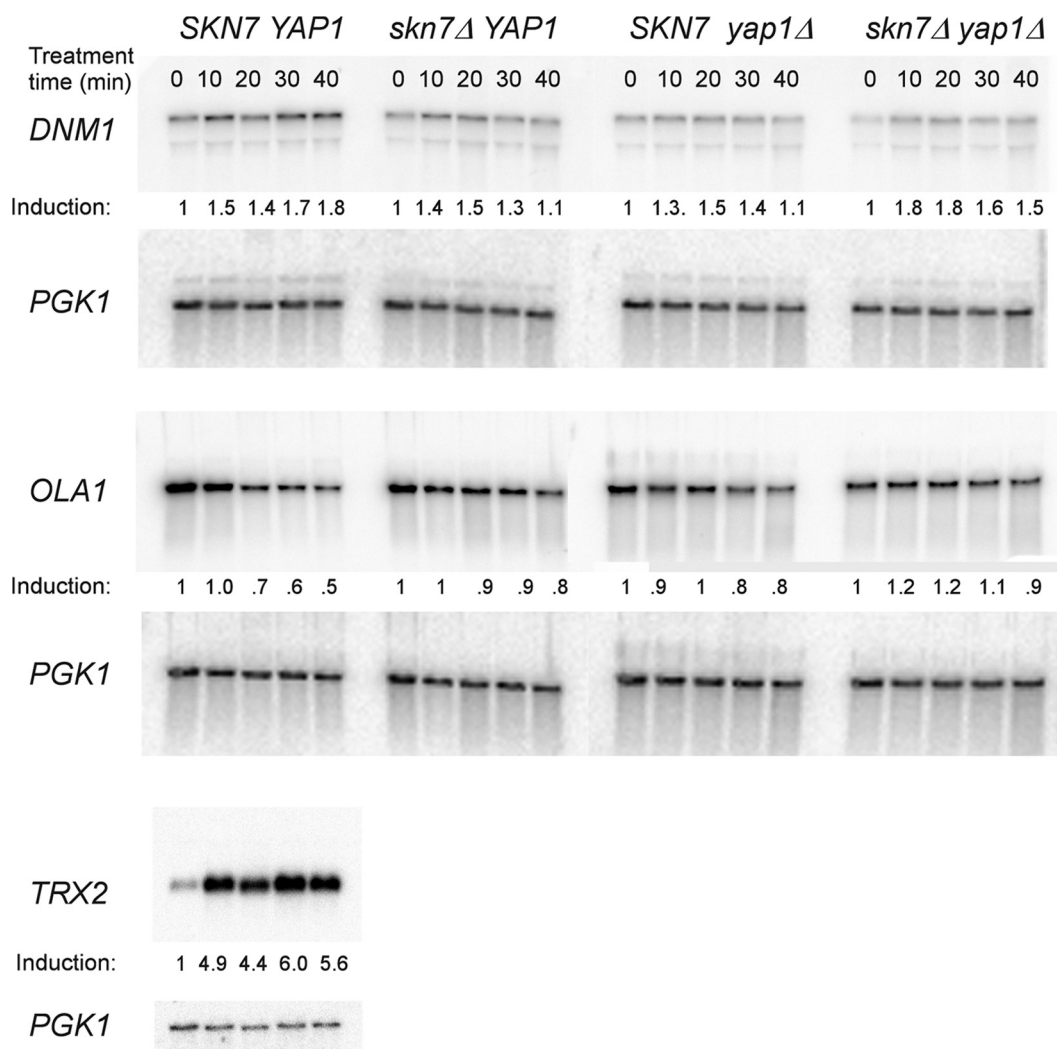 SKN7 YAP1 skn7Δ YAP1 SKN7 yap1Δ skn7Δ yap1Δ
Treatment
time (min) 0 10 20 30 40 0 10 20 30 40 0 10 20 30 40 0 10 20 30 40
DNM1
Induction: 1 1.5 1.4 1.7 1.8 1 1.4 1.5 1.3 1.1 1 1.3. 1.5 1.4 1.1 1 1.8 1.8 1.6 1.5
PGK1
OLA1
Induction: 1 1.0 .7 .6 .5 1 1 .9 .9 .8 1 .9 1 .8 .8 1 1.2 1.2 1.1 .9
PGK1
TRX2
Induction: 1 4.9 4.4 6.0 5.6
PGK1